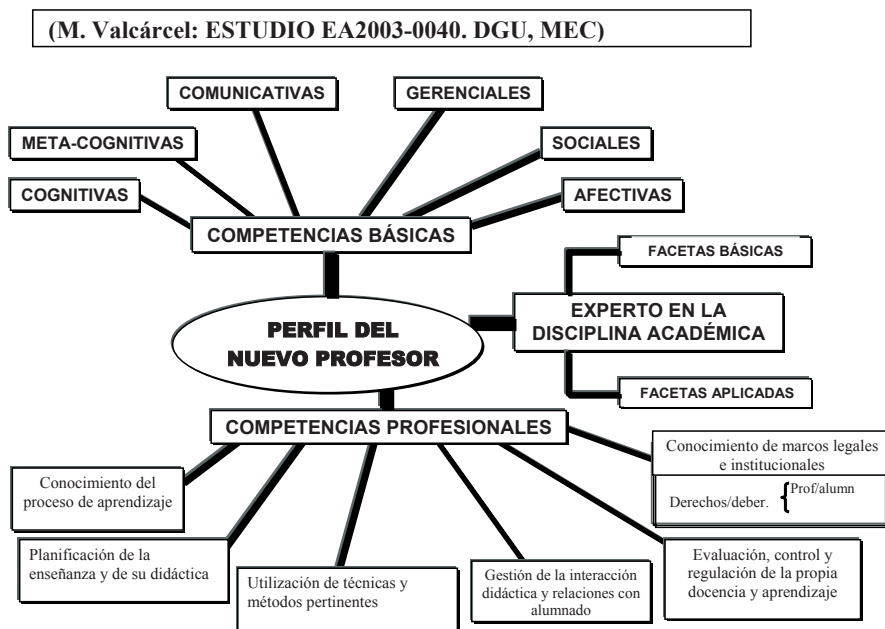 (M. Valcárcel: ESTUDIO EA2003-0040. DGU, MEC)
COMUNICATIVAS
GERENCIALES
META-COGNITIVAS
SOCIALES
COGNITIVAS
AFECTIVAS
COMPETENCIAS BÁSICAS
FACETAS BÁSICAS
EXPERTO EN LA
DISCIPLINA ACADÉMICA
PERFIL DEL
NUEVO PROFESOR
FACETAS APLICADAS
COMPETENCIAS PROFESIONALES
Conocimiento de marcos legales
e institucionales
Derechos/deber. { Prof/alumn
Conocimiento del
proceso de aprendizaje
Planificación de la
enseñanza y de su didáctica
Utilización de técnicas y
métodos pertinentes
Gestión de la interacción
didáctica y relaciones con
alumnado
Evaluación, control y
regulación de la propia
docencia y aprendizaje